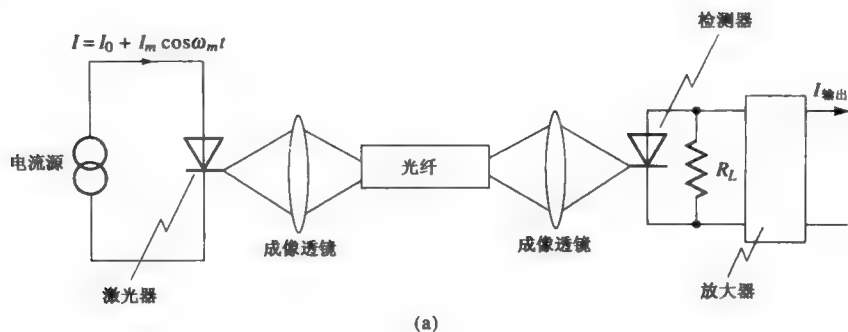 检测器
I = I₀ + Iₘ cosωₘt
I输出
电流源
光纤
R_L
成像透镜
成像透镜
激光器
放大器
(a)